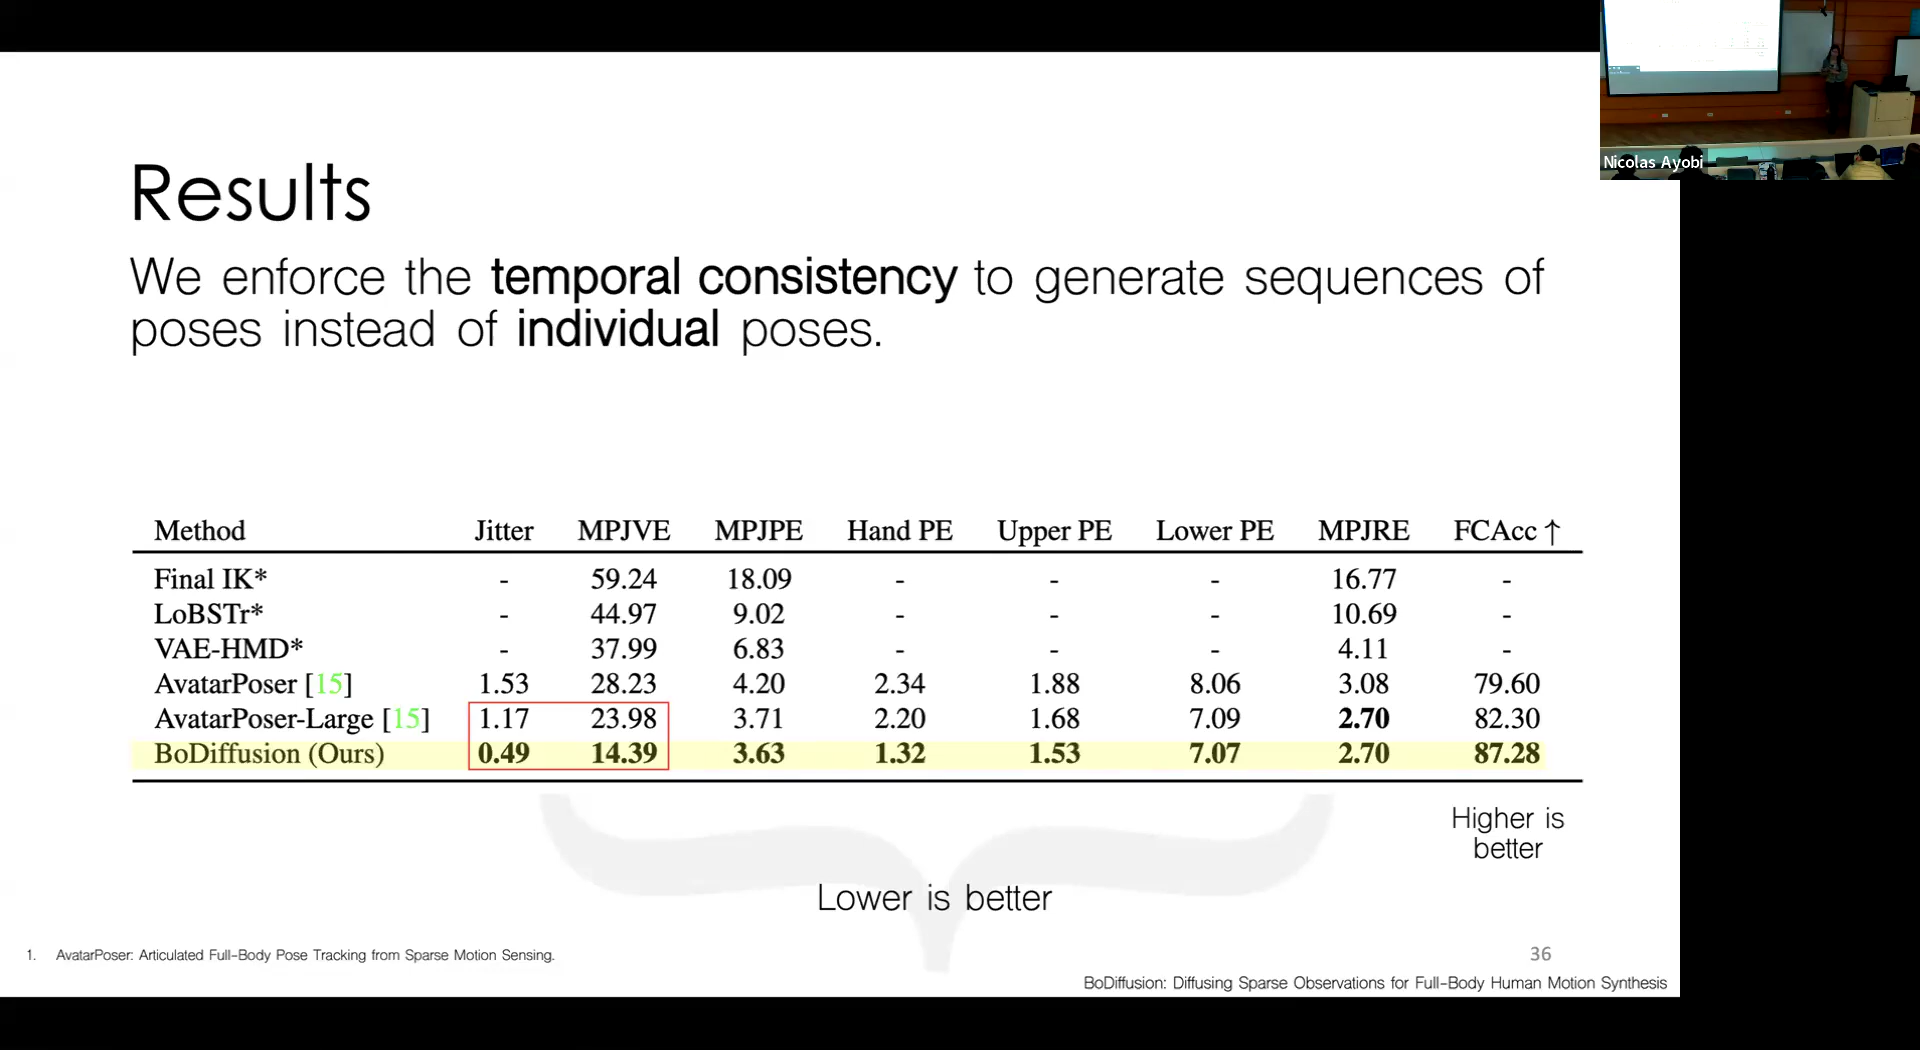 Nicolas Ayobi
Results
We enforce the temporal consistency to generate sequences of
poses instead of individual poses.
Method Jitter MPJVE MPJPE Hand PE Upper PE Lower PE MPJRE FCAcc ↑
Final IK* - 59.24 18.09 - - - 16.77 -
LoBSTr* - 44.97 9.02 - - - 10.69 -
VAE-HMD* - 37.99 6.83 - - - 4.11 -
AvatarPoser [15] 1.53 28.23 4.20 2.34 1.88 8.06 3.08 79.60
AvatarPoser-Large [15] 1.17 23.98 3.71 2.20 1.68 7.09 2.70 82.30
BoDiffusion (Ours) 0.49 14.39 3.63 1.32 1.53 7.07 2.70 87.28
Higher is
better
Lower is better
1. AvatarPoser: Articulated Full-Body Pose Tracking from Sparse Motion Sensing.
36
BoDiffusion: Diffusing Sparse Observations for Full-Body Human Motion Synthesis